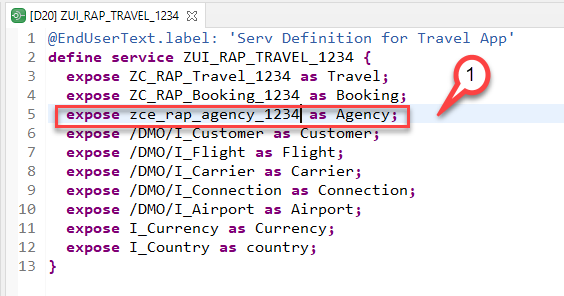 [D20] ZUI_RAP_TRAVEL_1234
1 @EndUserText.label: 'Serv Definition for Travel App'
2 define service ZUI_RAP_TRAVEL_1234 {
3 expose ZC_RAP_Travel_1234 as Travel;
4 expose ZC_RAP_Booking_1234 as Booking;
5 expose zce_rap_agency_1234 as Agency;
6 expose /DMO/I_Customer as Customer;
7 expose /DMO/I_Flight as Flight;
8 expose /DMO/I_Carrier as Carrier;
9 expose /DMO/I_Connection as Connection;
10 expose /DMO/I_Airport as Airport;
11 expose I_Currency as Currency;
12 expose I_Country as country;
13 }
1